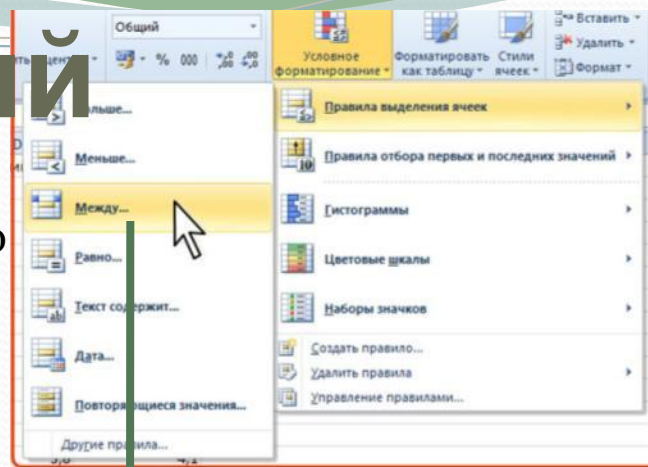 Общий
Вставить
Удалить
Формат
% 000
Условное форматирование
Форматировать как таблицу
Стили ячеек
ий
Больше...
Меньше...
Между...
Равно...
Текст содержит...
Дата...
Повторяющиеся значения...
Другие правила...
Правила выделения ячеек
Правила отбора первых и последних значений
Гистограммы
Цветовые шкалы
Наборы значков
Создать правило...
Удалить правила
Управление правилами...